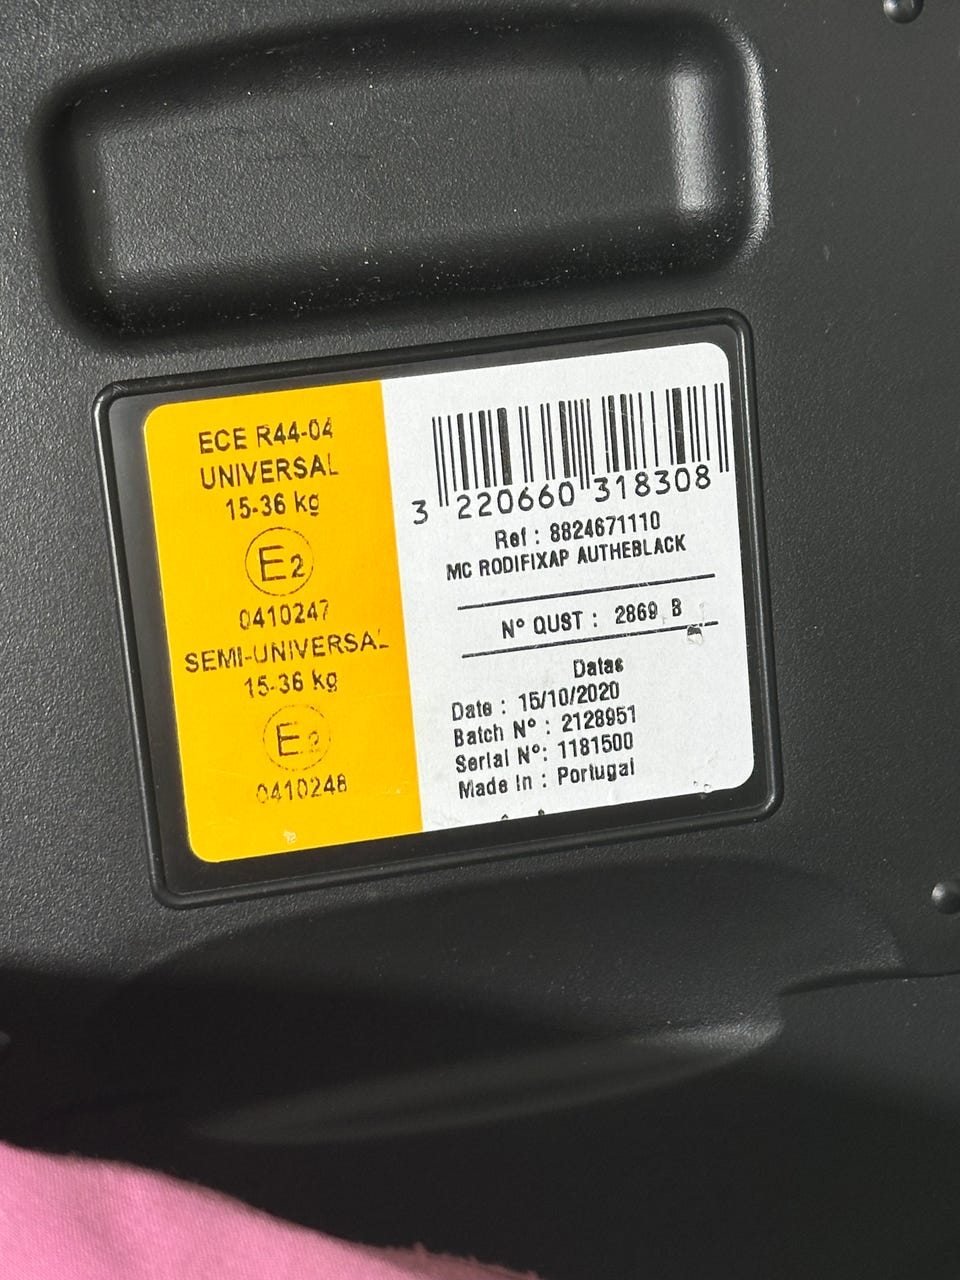 ECE R44-04
UNIVERSAL
15-36 kg
E2
0410247
SEMI-UNIVERSAL
15-36 kg
E2
0410248
3 220660 318308
Ref : 8824671110
MC RODIFIXAP AUTHEBLACK
N° QUST : 2869 B
Datas
Date : 15/10/2020
Batch N° : 2128951
Serial N°: 1181500
Made In : Portugal